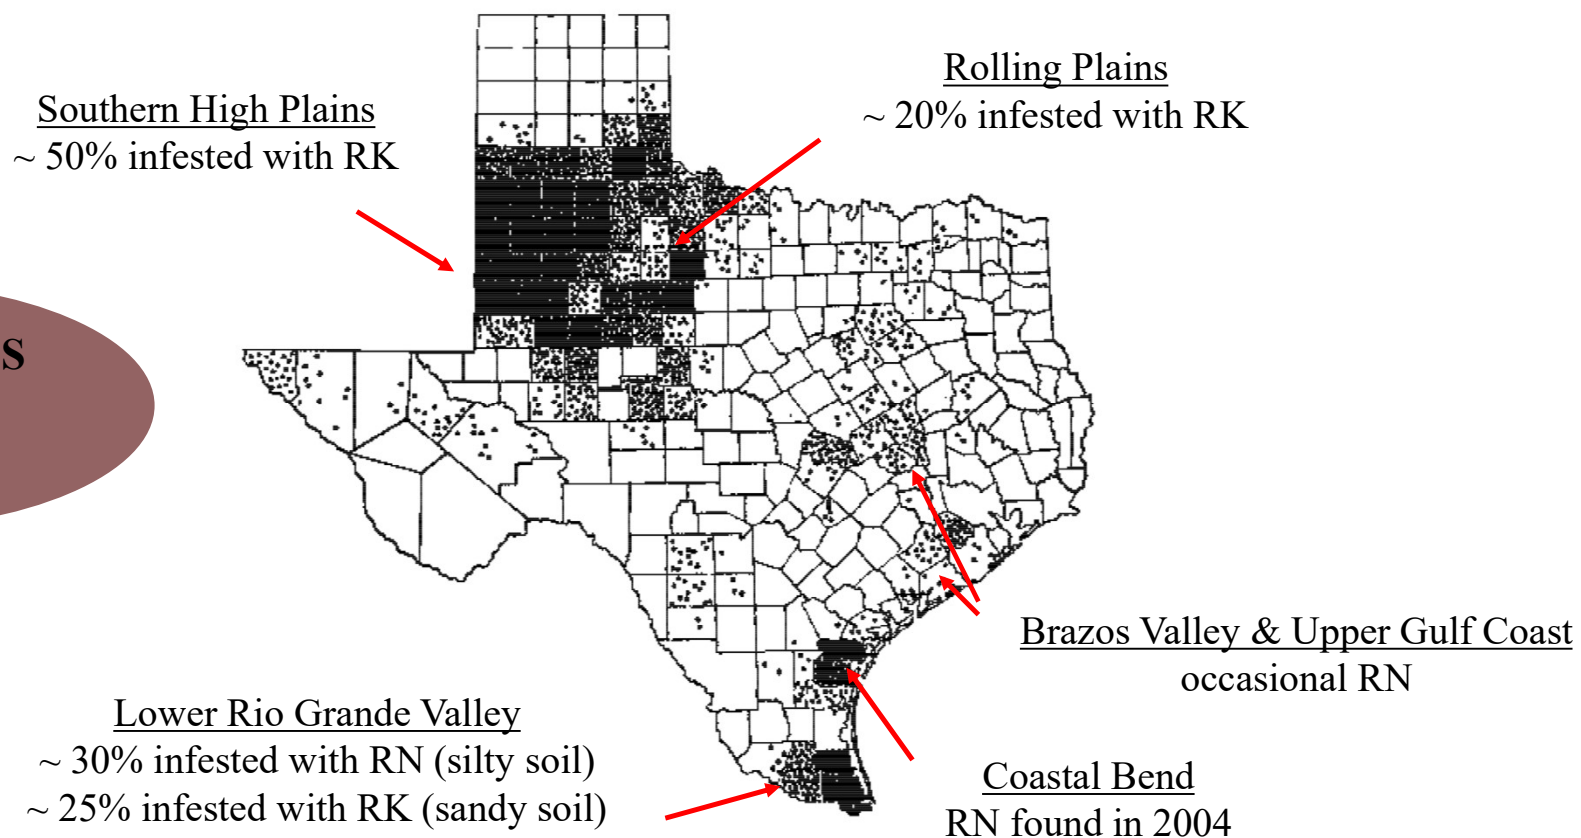 Southern High Plains
~ 50% infested with RK
Rolling Plains
~ 20% infested with RK
S
Brazos Valley & Upper Gulf Coast
occasional RN
Lower Rio Grande Valley
~ 30% infested with RN (silty soil)
~ 25% infested with RK (sandy soil)
Coastal Bend
RN found in 2004